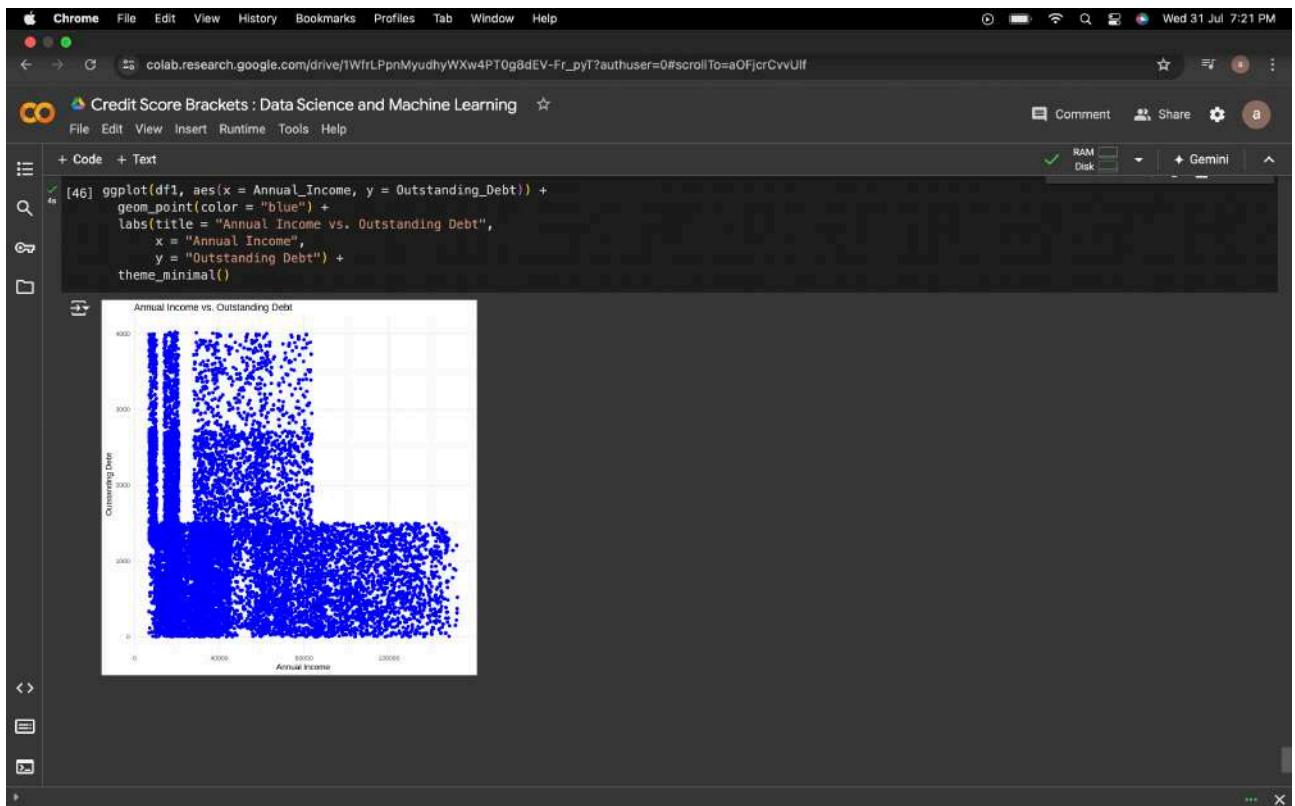 Chrome File Edit View History Bookmarks Profiles Tab Window Help Wed 31 Jul 7:21 PM
colab.research.google.com/drive/1WfrLPpnMyudhyWXw4PT0g8dEV-Fr_pyT?authuser=0#scrollTo=aOFjcrCvvUlf
Credit Score Brackets : Data Science and Machine Learning
Comment Share a
File Edit View Insert Runtime Tools Help
+ Code + Text RAM Disk Gemini
[46] ggplot(df1, aes(x = Annual_Income, y = Outstanding_Debt)) +
4s
geom_point(color = "blue") +
labs(title = "Annual Income vs. Outstanding Debt",
x = "Annual Income",
y = "Outstanding Debt") +
theme_minimal()
Annual Income vs. Outstanding Debt
4000
3000
2000
1000
0
Outstanding Debt
0 40000 80000 120000
Annual Income